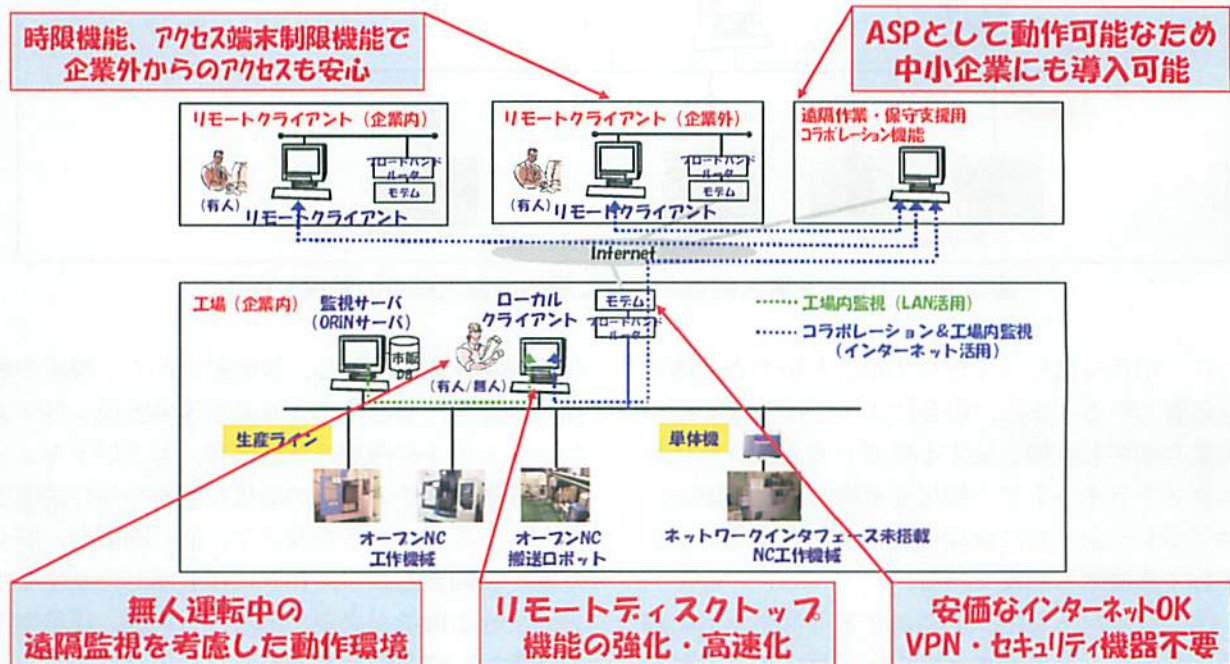 時限機能、アクセス端末制限機能で
企業外からのアクセスも安心
ASPとして動作可能なため
中小企業にも導入可能
リモートクライアント(企業内)
ブロードバンド
ルータ
モデム
(有人)
リモートクライアント
リモートクライアント(企業外)
ブロードバンド
ルータ
モデム
(有人)
リモートクライアント
遠隔作業・保守支援用
コラボレーション機能
Internet
工場(企業内)
監視サーバ
(ORiNサーバ)
市販
DB
ローカル
クライアント
(有人/無人)
モデム
ブロードバンド
ルータ
工場内監視(LAN活用)
コラボレーション&工場内監視
(インターネット活用)
生産ライン
単体機
オープンNC
工作機械
オープンNC
搬送ロボット
ネットワークインタフェース未搭載
NC工作機械
無人運転中の
遠隔監視を考慮した動作環境
リモートディスクトップ
機能の強化・高速化
安価なインターネットOK
VPN・セキュリティ機器不要